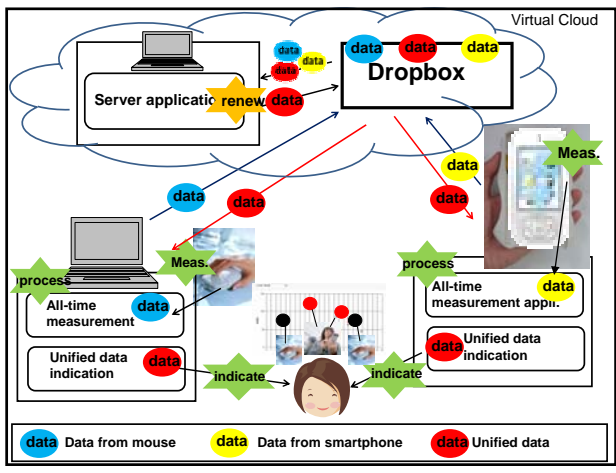 Virtual Cloud
data
data
data
data data data
Dropbox
Server application
renew
data
data
Meas.
data
data
data
Meas.
process
All-time
measurement
data
Unified data
indication
data
indicate
process
All-time
measurement appli.
data
Unified data
indication
data
indicate
data Data from mouse
data Data from smartphone
data Unified data